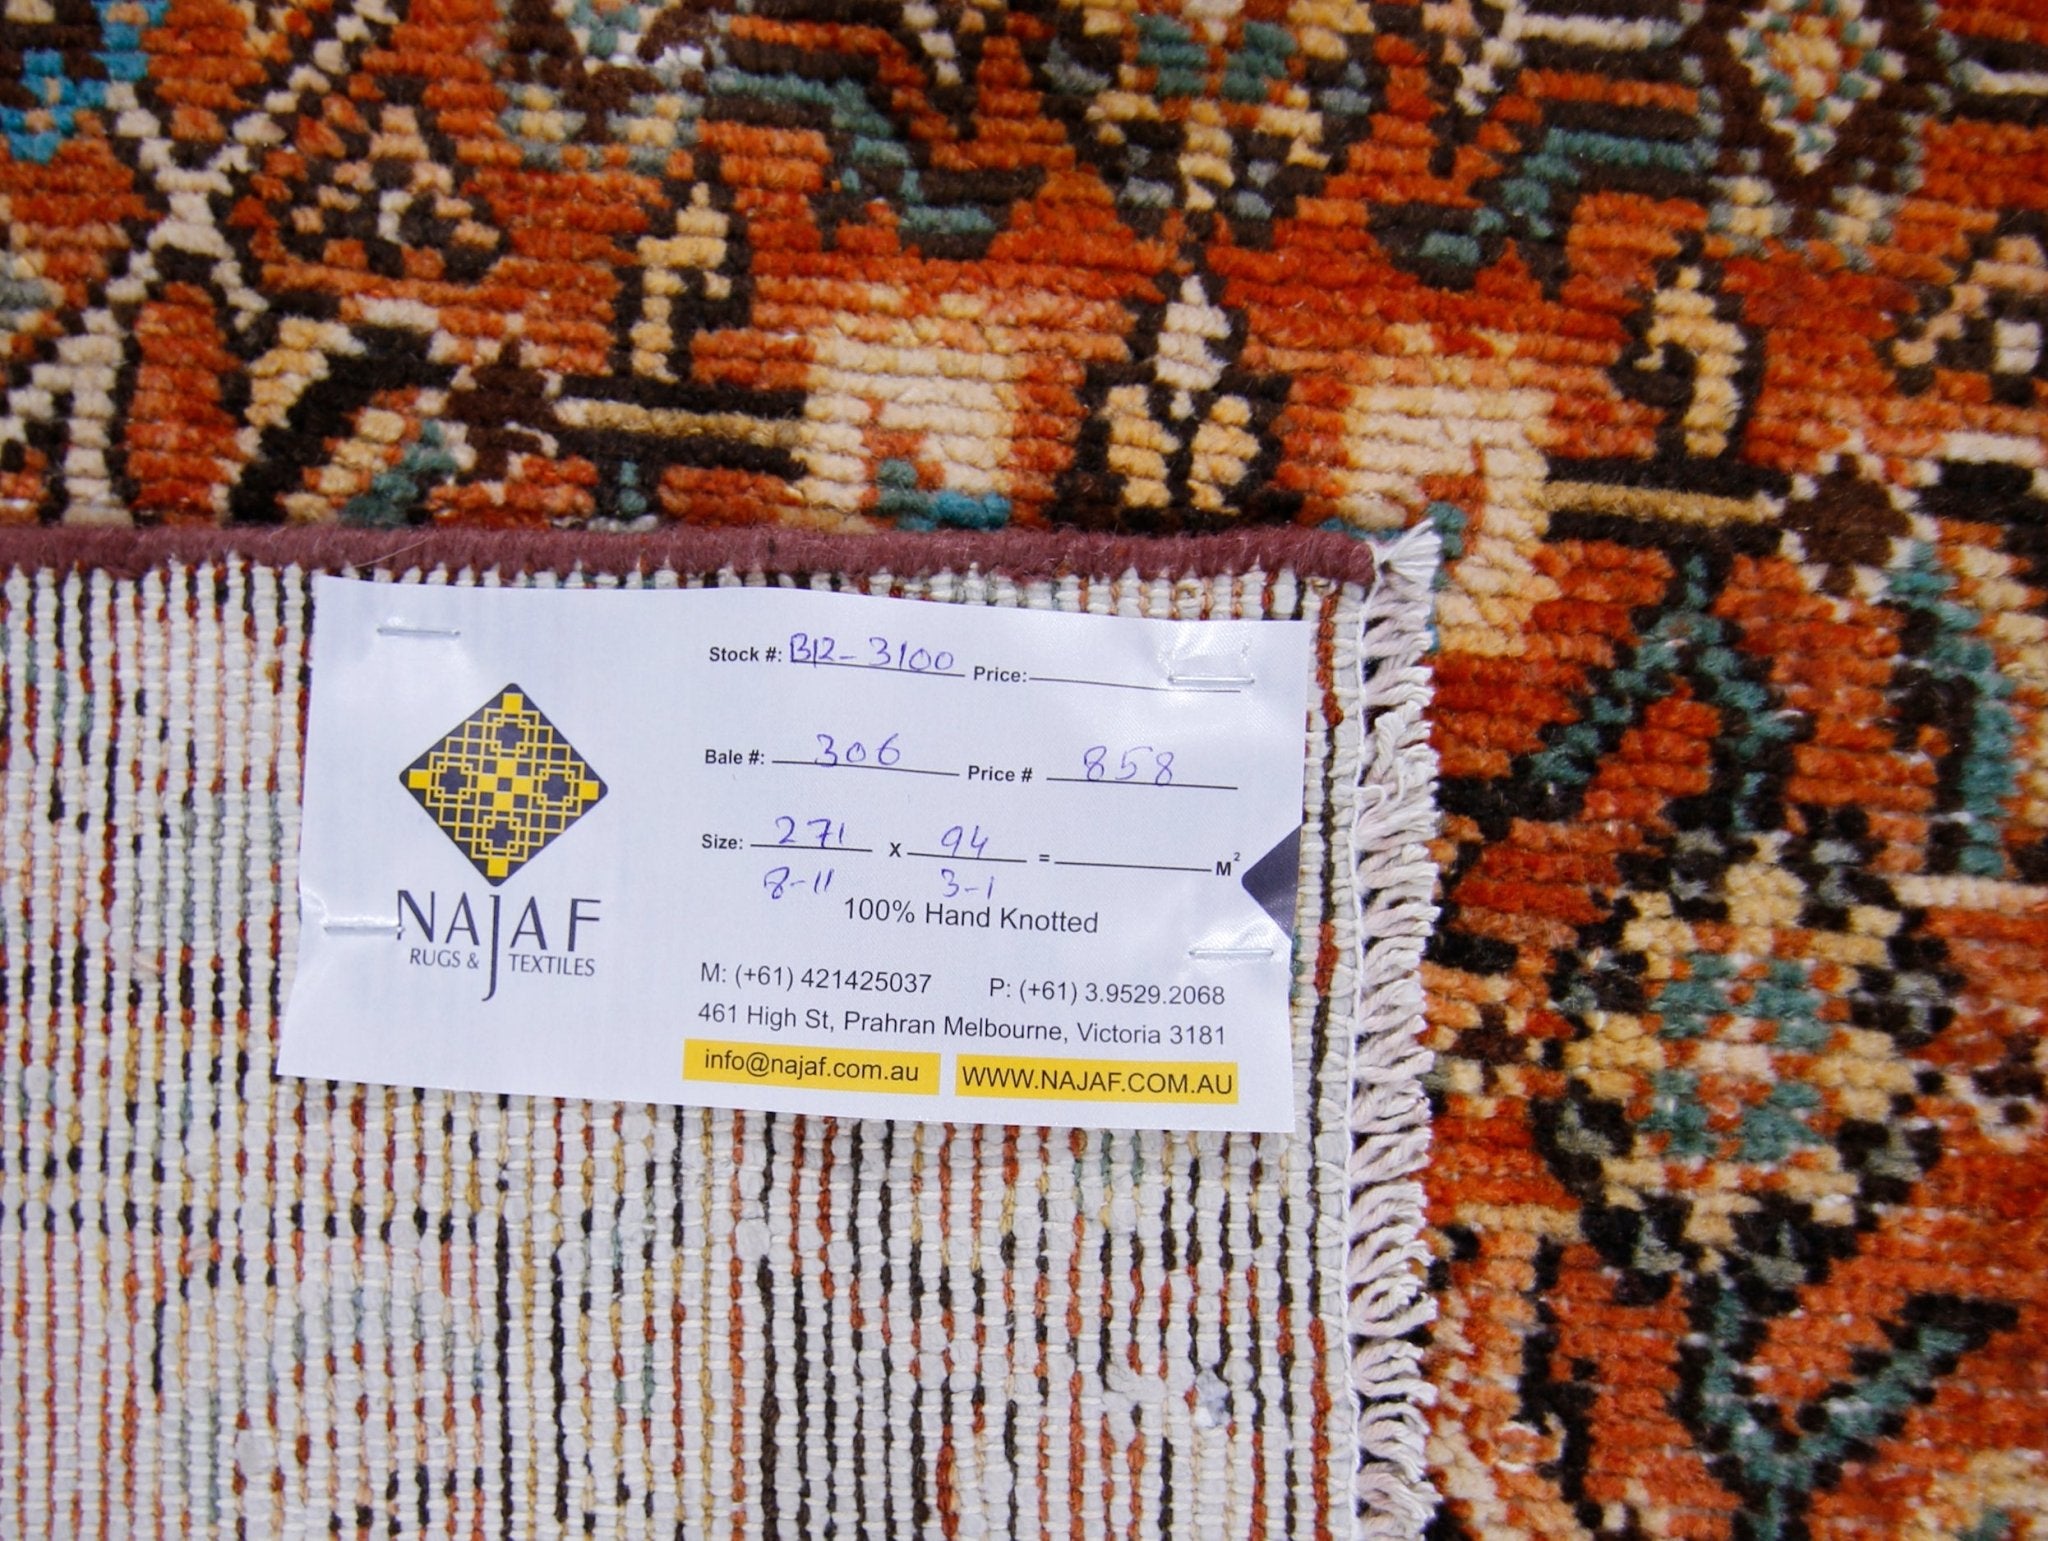 Stock #: B12-3100 Price:
Bale #: 306 Price # 858
Size: 271 x 94 = M²
8-11 3-1
100% Hand Knotted
NAJAF
RUGS & TEXTILES
M: (+61) 421425037 P: (+61) 3.9529.2068
461 High St, Prahran Melbourne, Victoria 3181
info@najaf.com.au WWW.NAJAF.COM.AU